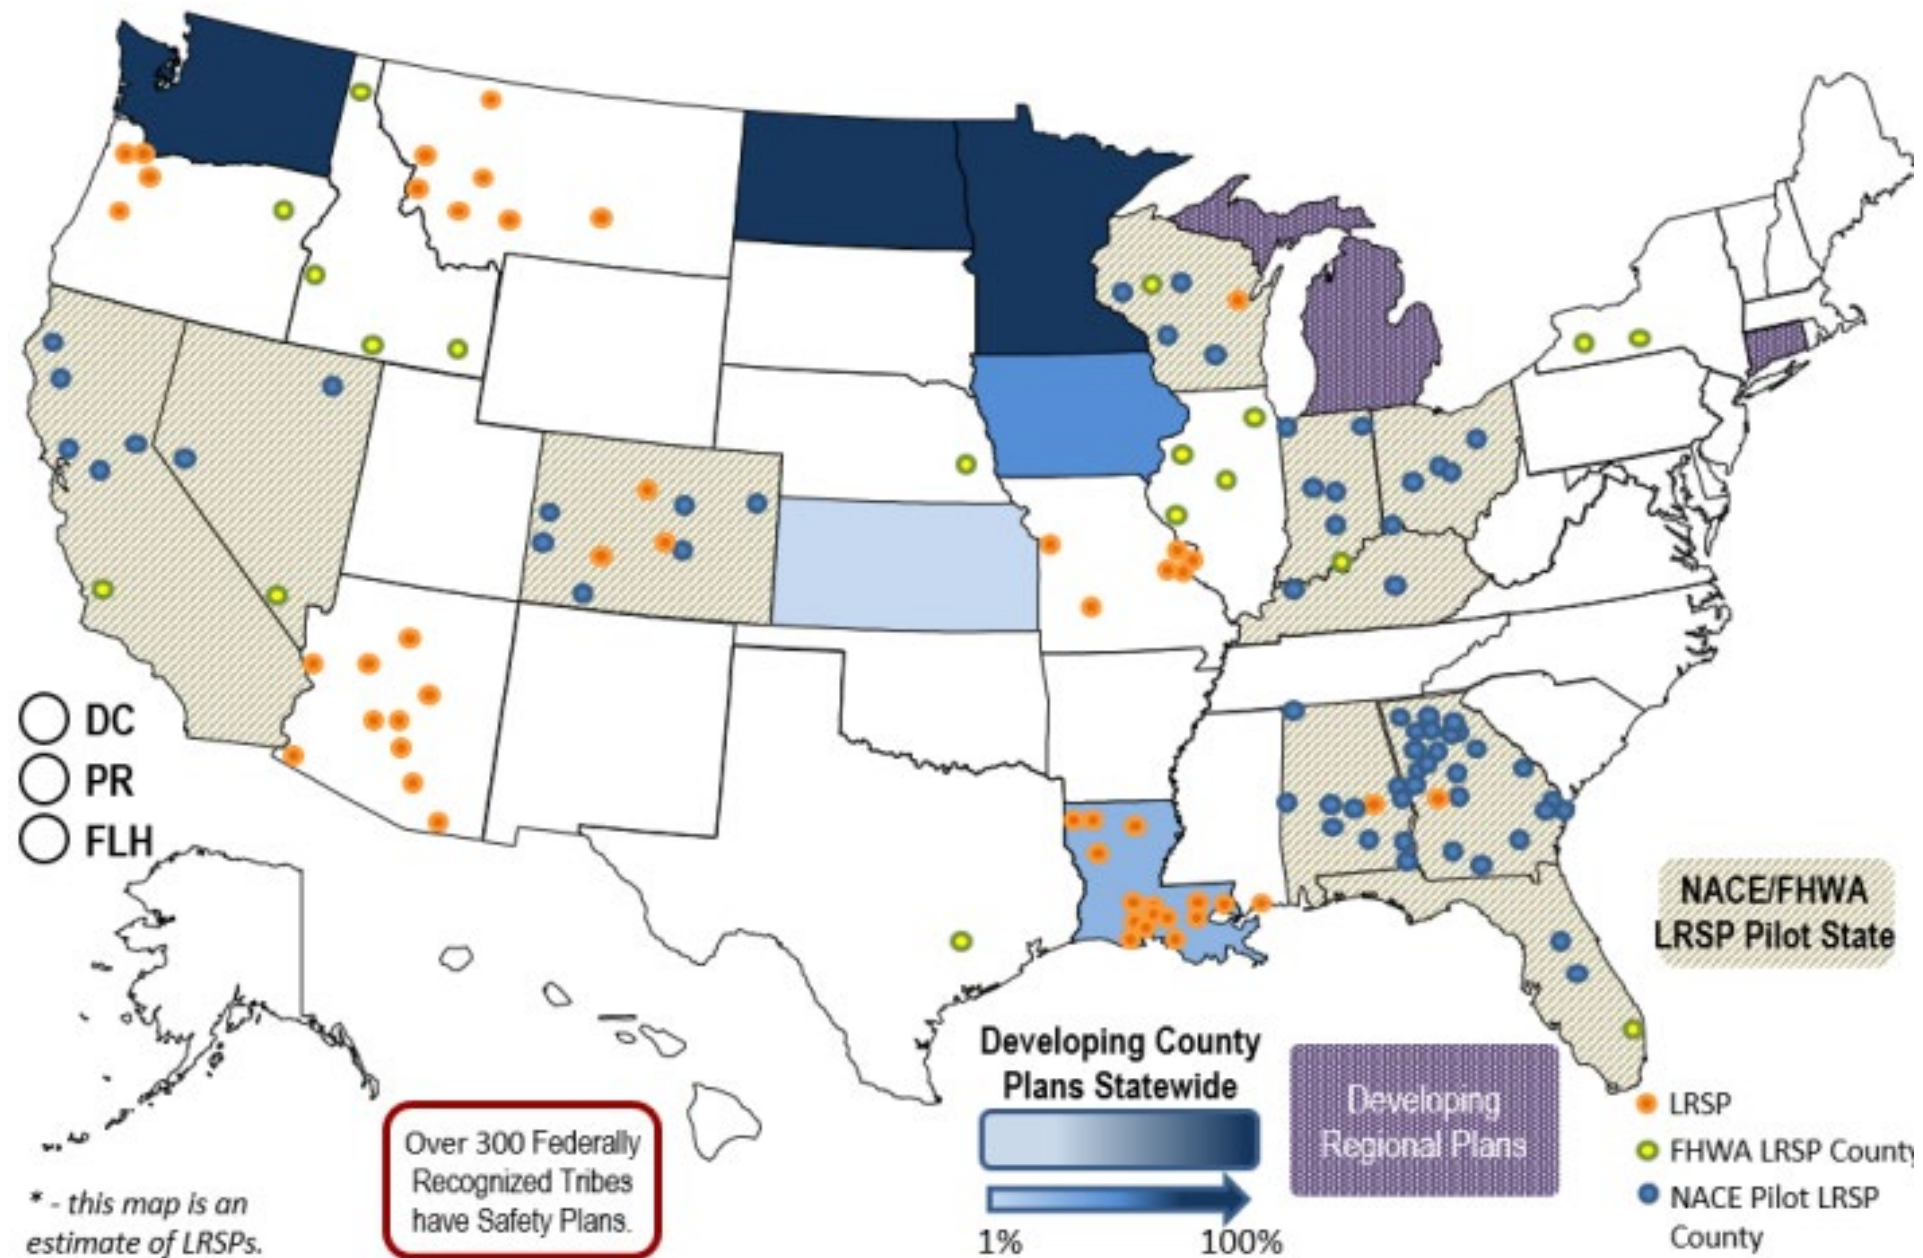 DC
PR
FLH
NACE/FHWA
LRSP Pilot State
Developing County
Plans Statewide
1%
100%
Developing
Regional Plans
LRSP
FHWA LRSP County
NACE Pilot LRSP
County
Over 300 Federally
Recognized Tribes
have Safety Plans.
* - this map is an
estimate of LRSPs.